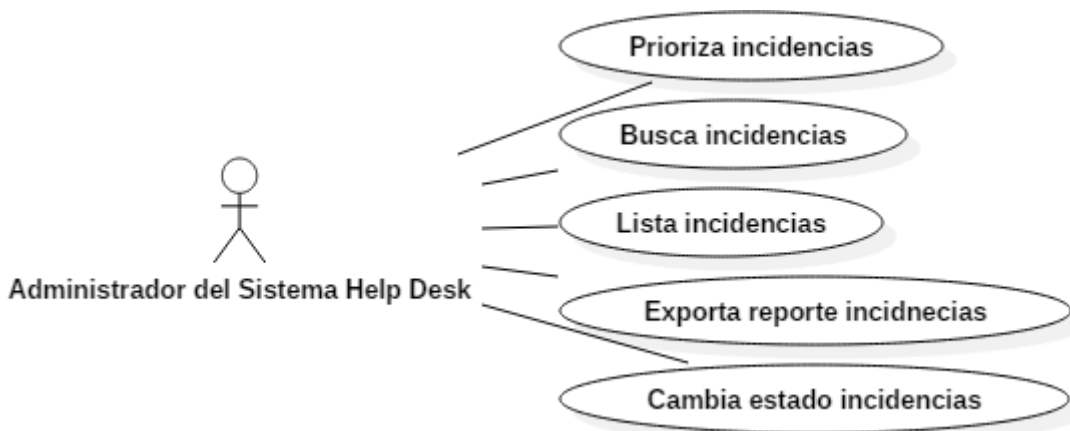 Prioriza incidencias
Busca incidencias
Lista incidencias
Administrador del Sistema Help Desk
Exporta reporte incidnecias
Cambia estado incidencias